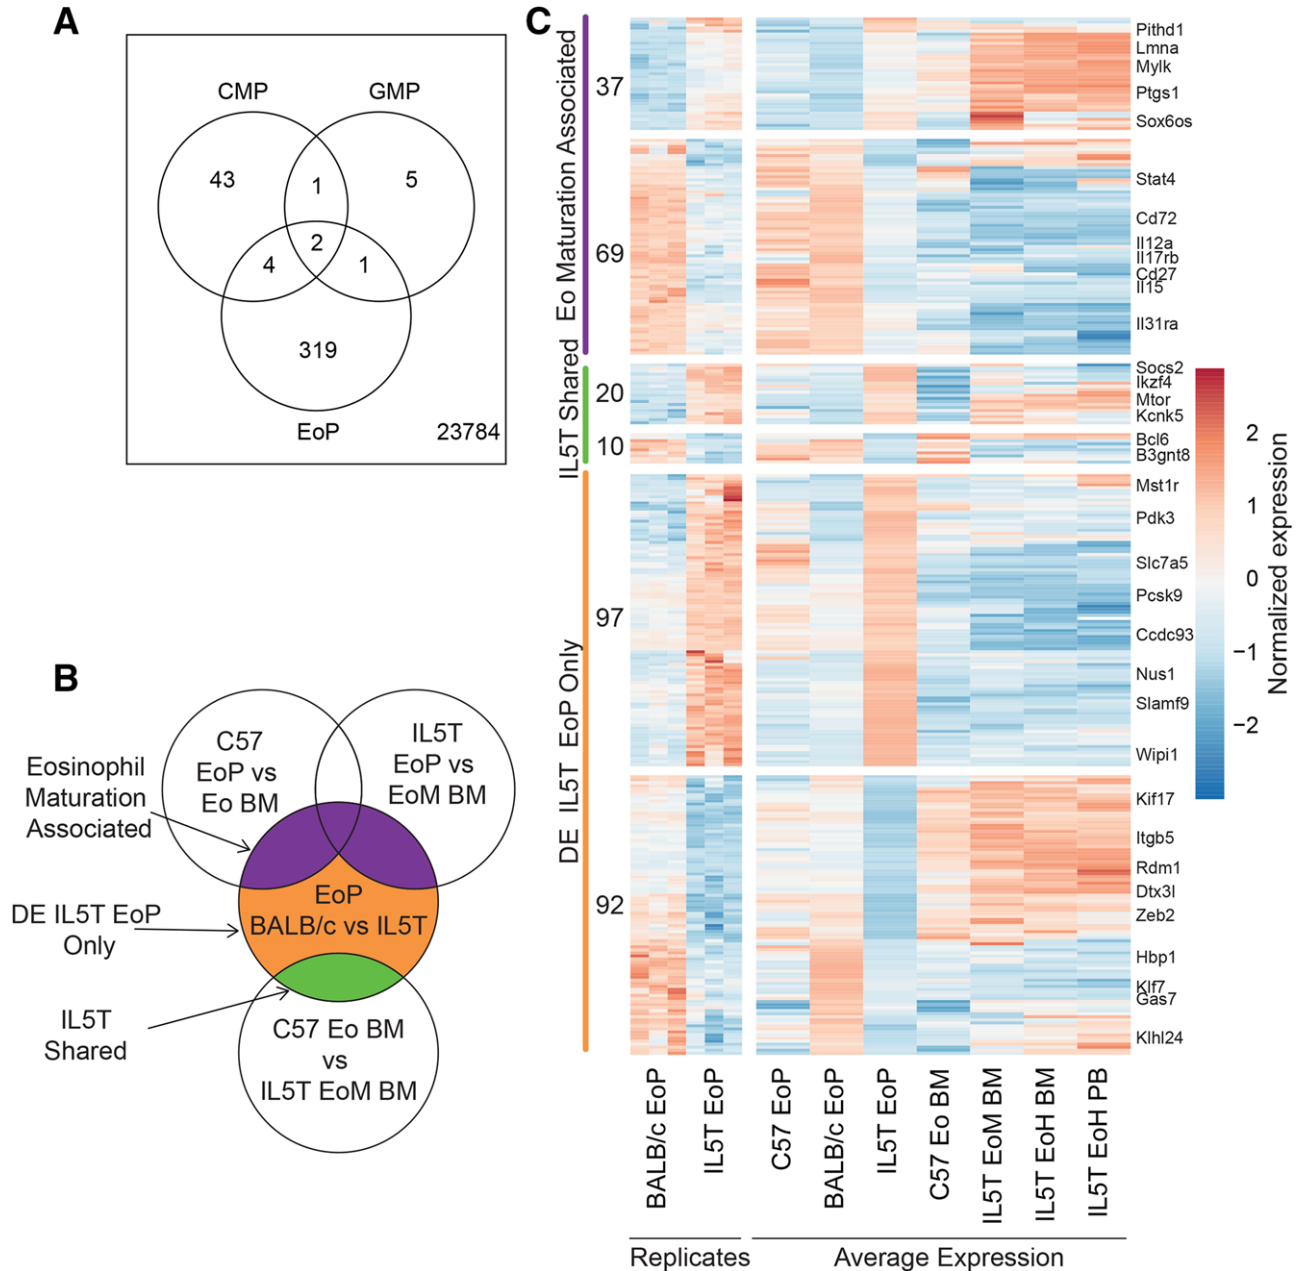 A
CMP
GMP
43
1
5
2
4
1
319
EoP
23784
B
C57
EoP vs
Eo BM
IL5T
EoP vs
EoM BM
Eosinophil
Maturation
Associated
EoP
BALB/c vs IL5T
DE IL5T EoP
Only
IL5T
Shared
C57 Eo BM
vs
IL5T EoM BM
C
Eo Maturation Associated
IL5T Shared
DE IL5T EoP Only
37
69
20
10
97
92
Pithd1
Lmna
Mylk
Ptgs1
Sox6os
Stat4
Cd72
Il12a
Il17rb
Cd27
Il15
Il31ra
Socs2
Ikzf4
Mtor
Kcnk5
Bcl6
B3gnt8
Mst1r
Pdk3
Slc7a5
Pcsk9
Ccdc93
Nus1
Slamf9
Wipi1
Kif17
Itgb5
Rdm1
Dtx3l
Zeb2
Hbp1
Klf7
Gas7
Klhl24
2
1
0
−1
−2
Normalized expression
BALB/c EoP
IL5T EoP
C57 EoP
BALB/c EoP
IL5T EoP
C57 Eo BM
IL5T EoM BM
IL5T EoH BM
IL5T EoH PB
Replicates
Average Expression